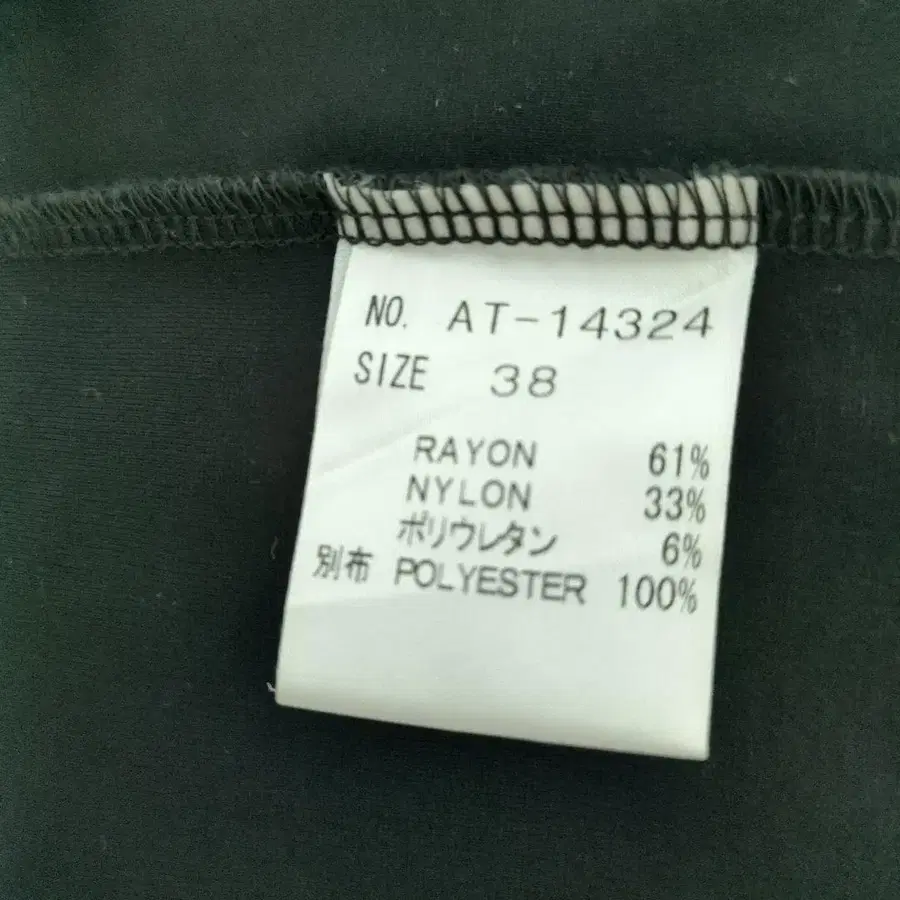 NO. AT-14324
SIZE 38
RAYON 61%
NYLON 33%
ポリウレタン 6%
別布 POLYESTER 100%